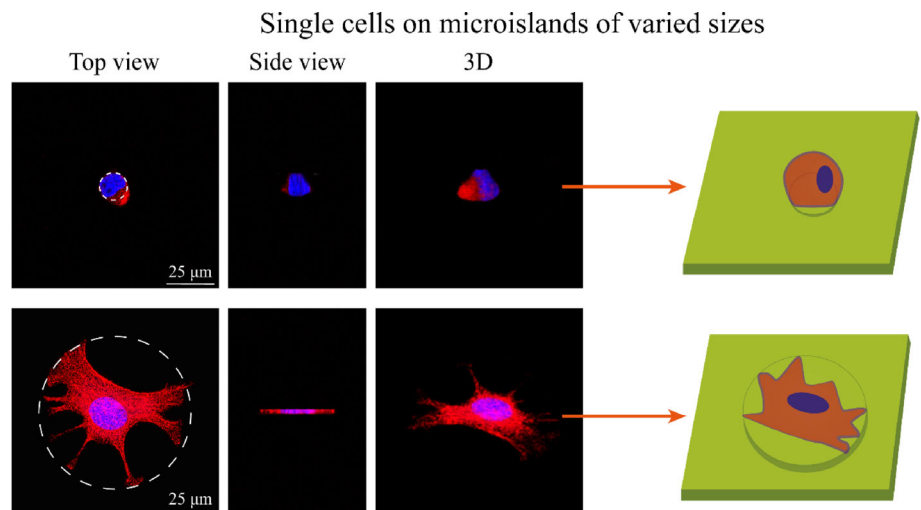 Single cells on microislands of varied sizes
Top view Side view 3D
25 μm
25 μm